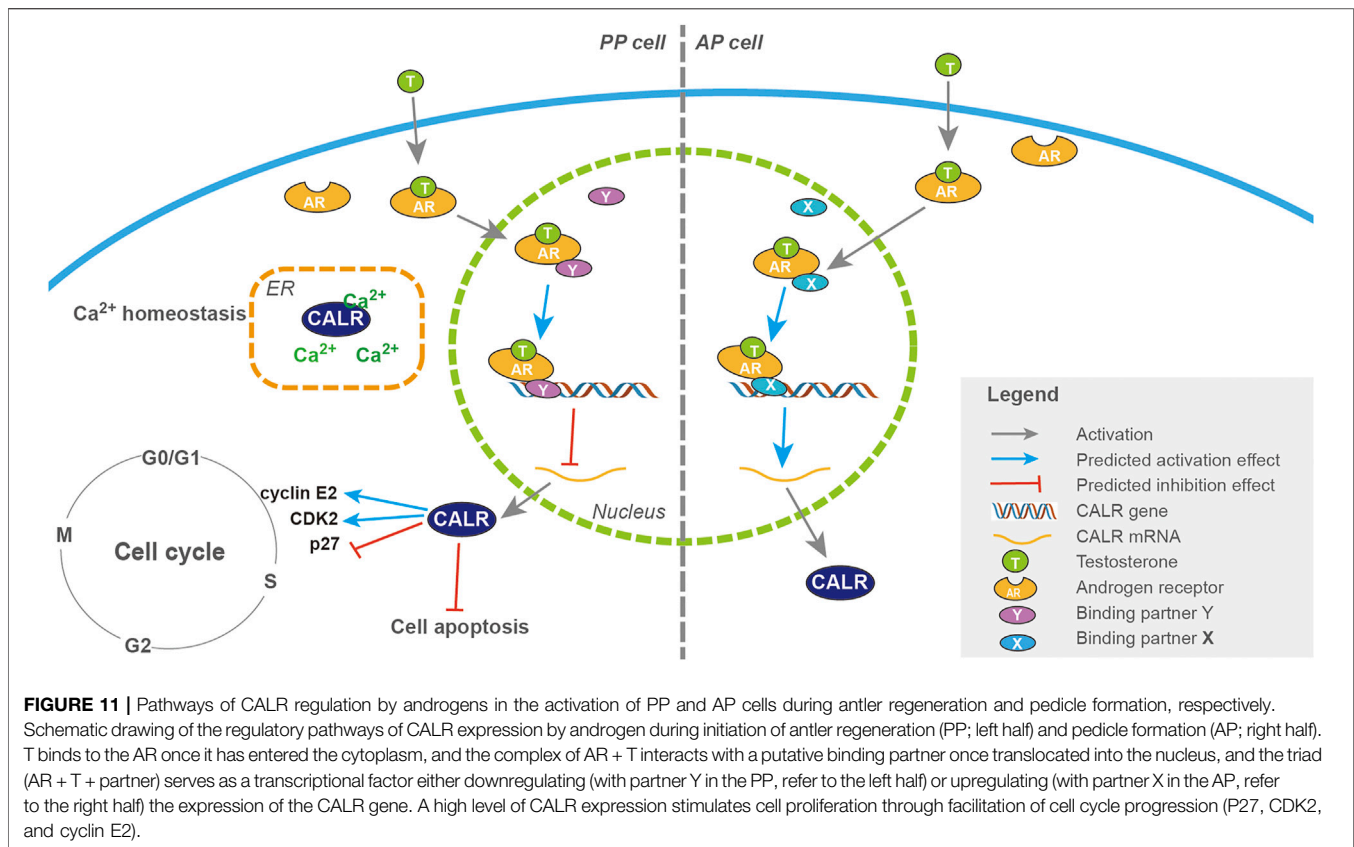 PP cell
AP cell
T
T
AR
T
AR
Y
X
T
AR
AR
T
AR
Y
T
AR
X
ER
Ca2+
Ca2+ homeostasis
CALR
Ca2+
Ca2+
T
AR
Y
T
AR
X
Legend
Activation
Predicted activation effect
Predicted inhibition effect
CALR gene
CALR mRNA
T
Testosterone
AR
Androgen receptor
Y
Binding partner Y
X
Binding partner X
G0/G1
M
Cell cycle
S
G2
cyclin E2
CDK2
p27
CALR
Nucleus
CALR
Cell apoptosis
FIGURE 11 | Pathways of CALR regulation by androgens in the activation of PP and AP cells during antler regeneration and pedicle formation, respectively.
Schematic drawing of the regulatory pathways of CALR expression by androgen during initiation of antler regeneration (PP; left half) and pedicle formation (AP; right half).
T binds to the AR once it has entered the cytoplasm, and the complex of AR + T interacts with a putative binding partner once translocated into the nucleus, and the triad
(AR + T + partner) serves as a transcriptional factor either downregulating (with partner Y in the PP, refer to the left half) or upregulating (with partner X in the AP, refer
to the right half) the expression of the CALR gene. A high level of CALR expression stimulates cell proliferation through facilitation of cell cycle progression (P27, CDK2,
and cyclin E2).